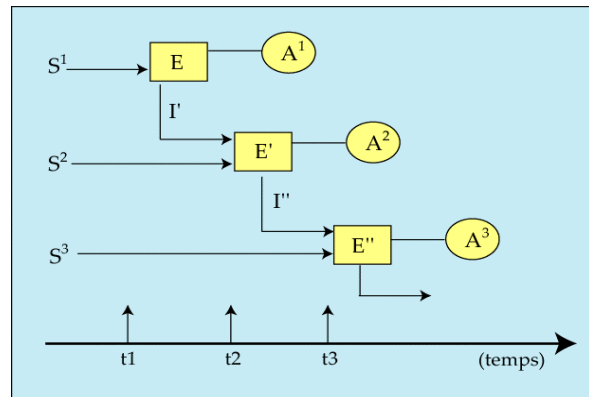 S¹ E A¹
I'
S² E' A²
I"
S³ E" A³
t1 t2 t3 (temps)